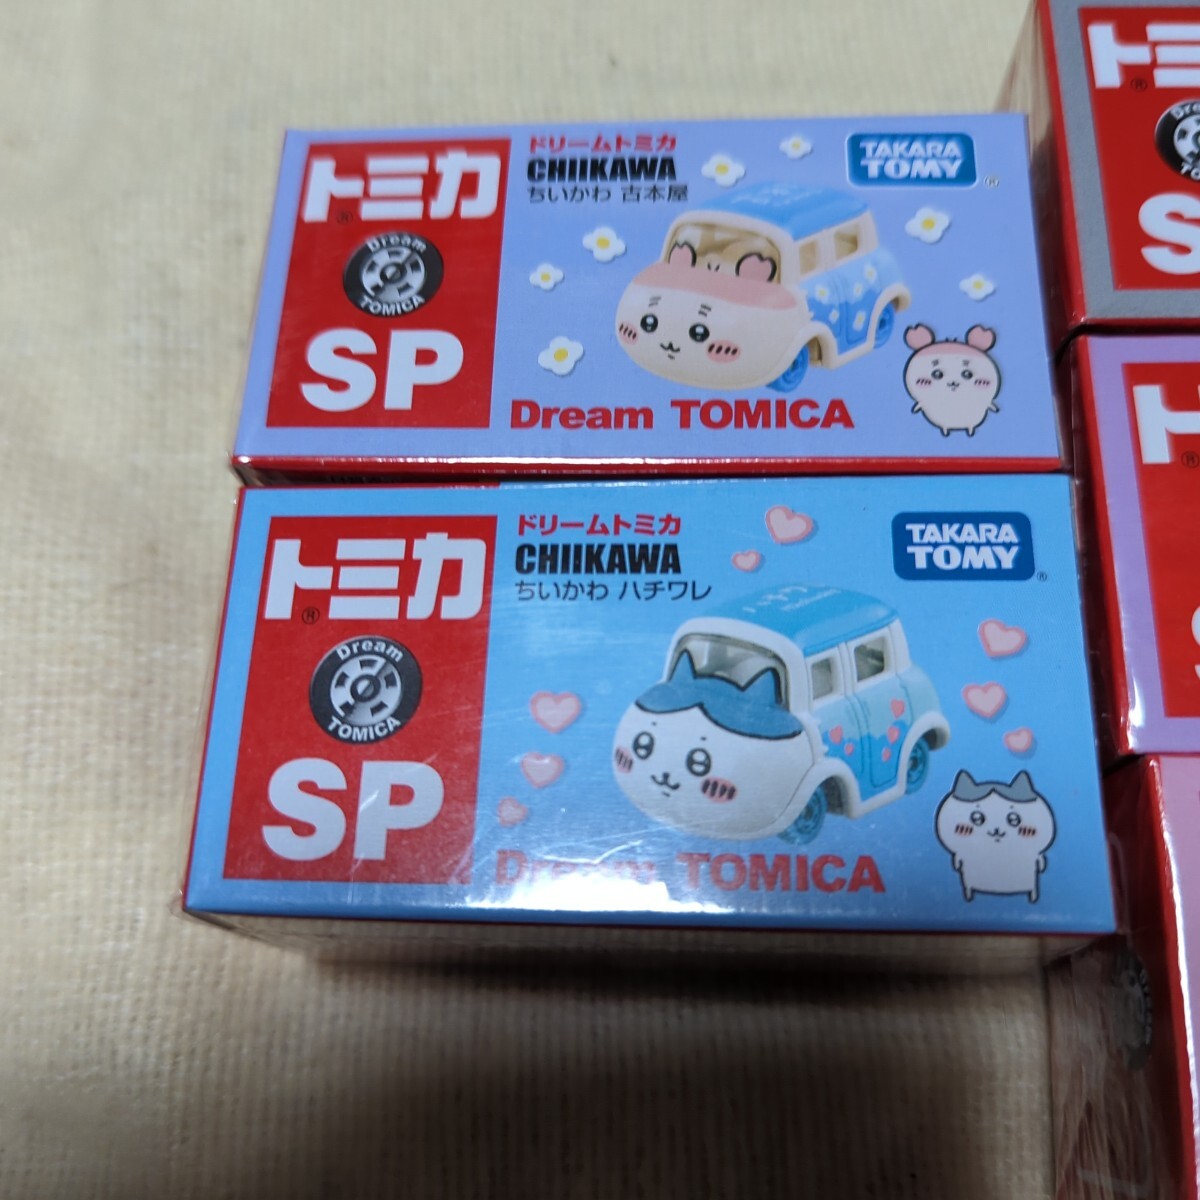 トミカ
®
Dream
TOMICA
SP
ドリームトミカ
CHIIKAWA
ちいかわ 古本屋
TAKARA
TOMY
®
Dream TOMICA
トミカ
®
Dream
TOMICA
SP
ドリームトミカ
CHIIKAWA
ちいかわ ハチワレ
TAKARA
TOMY
®
Dream TOMICA